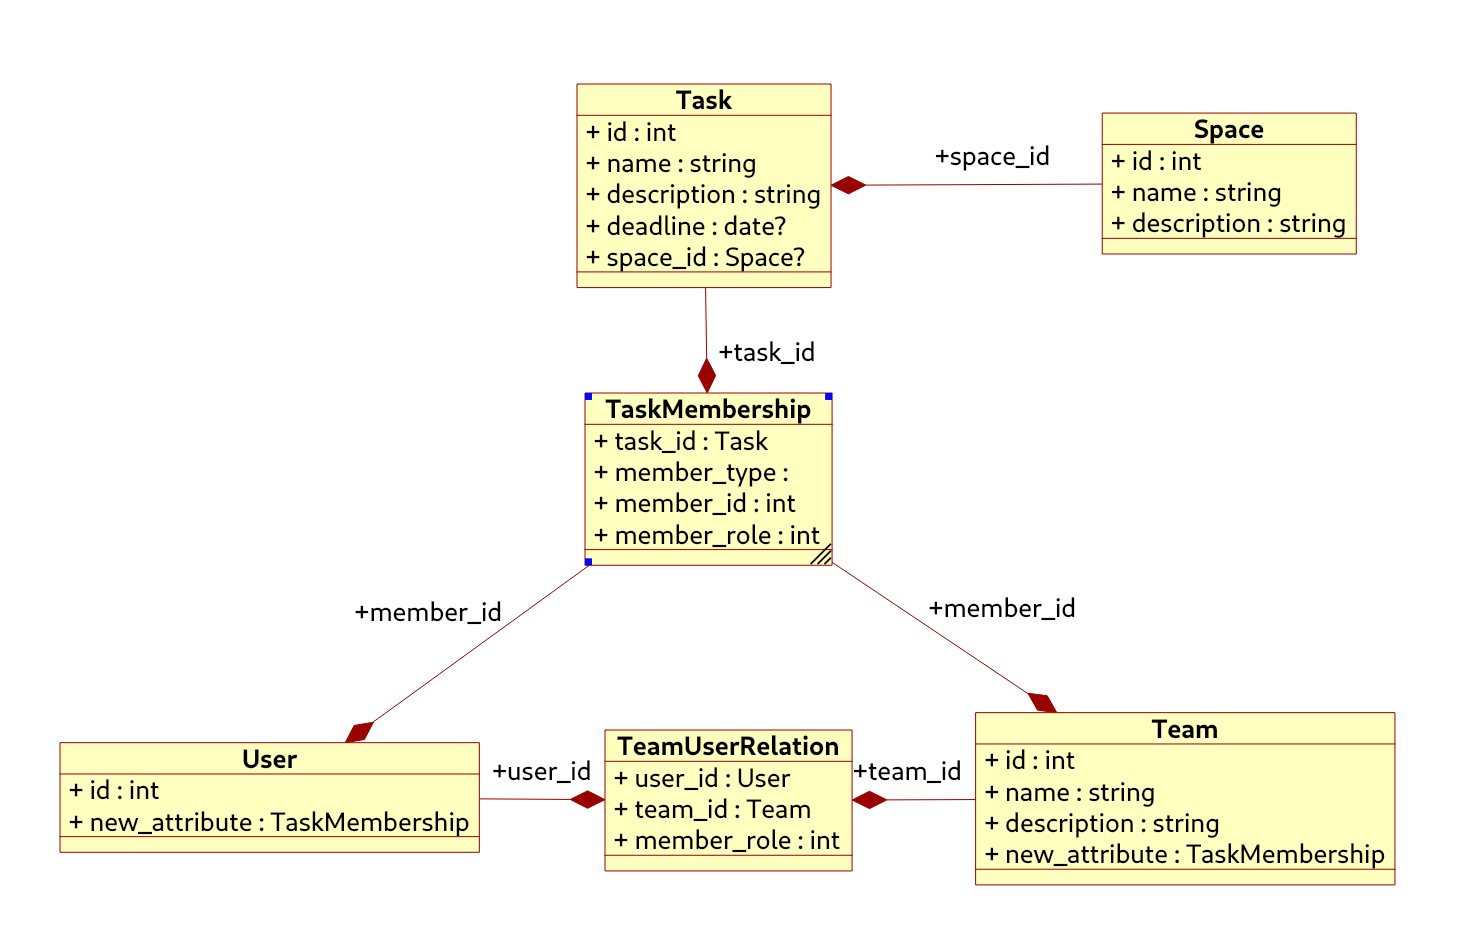 Task
+ id : int
+ name : string
+ description : string
+ deadline : date?
+ space_id : Space?
+space_id
Space
+ id : int
+ name : string
+ description : string
+task_id
TaskMembership
+ task_id : Task
+ member_type :
+ member_id : int
+ member_role : int
+member_id
+member_id
User
+ id : int
+ new_attribute : TaskMembership
+user_id
TeamUserRelation
+ user_id : User
+ team_id : Team
+ member_role : int
+team_id
Team
+ id : int
+ name : string
+ description : string
+ new_attribute : TaskMembership